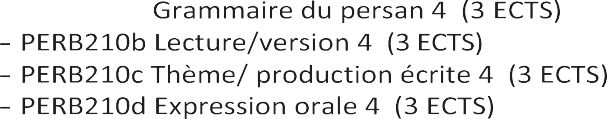 Grammaire du persan 4 (3 ECTS)
– PERB210b Lecture/version 4 (3 ECTS)
– PERB210c Thème/ production écrite 4 (3 ECTS)
– PERB210d Expression orale 4 (3 ECTS)